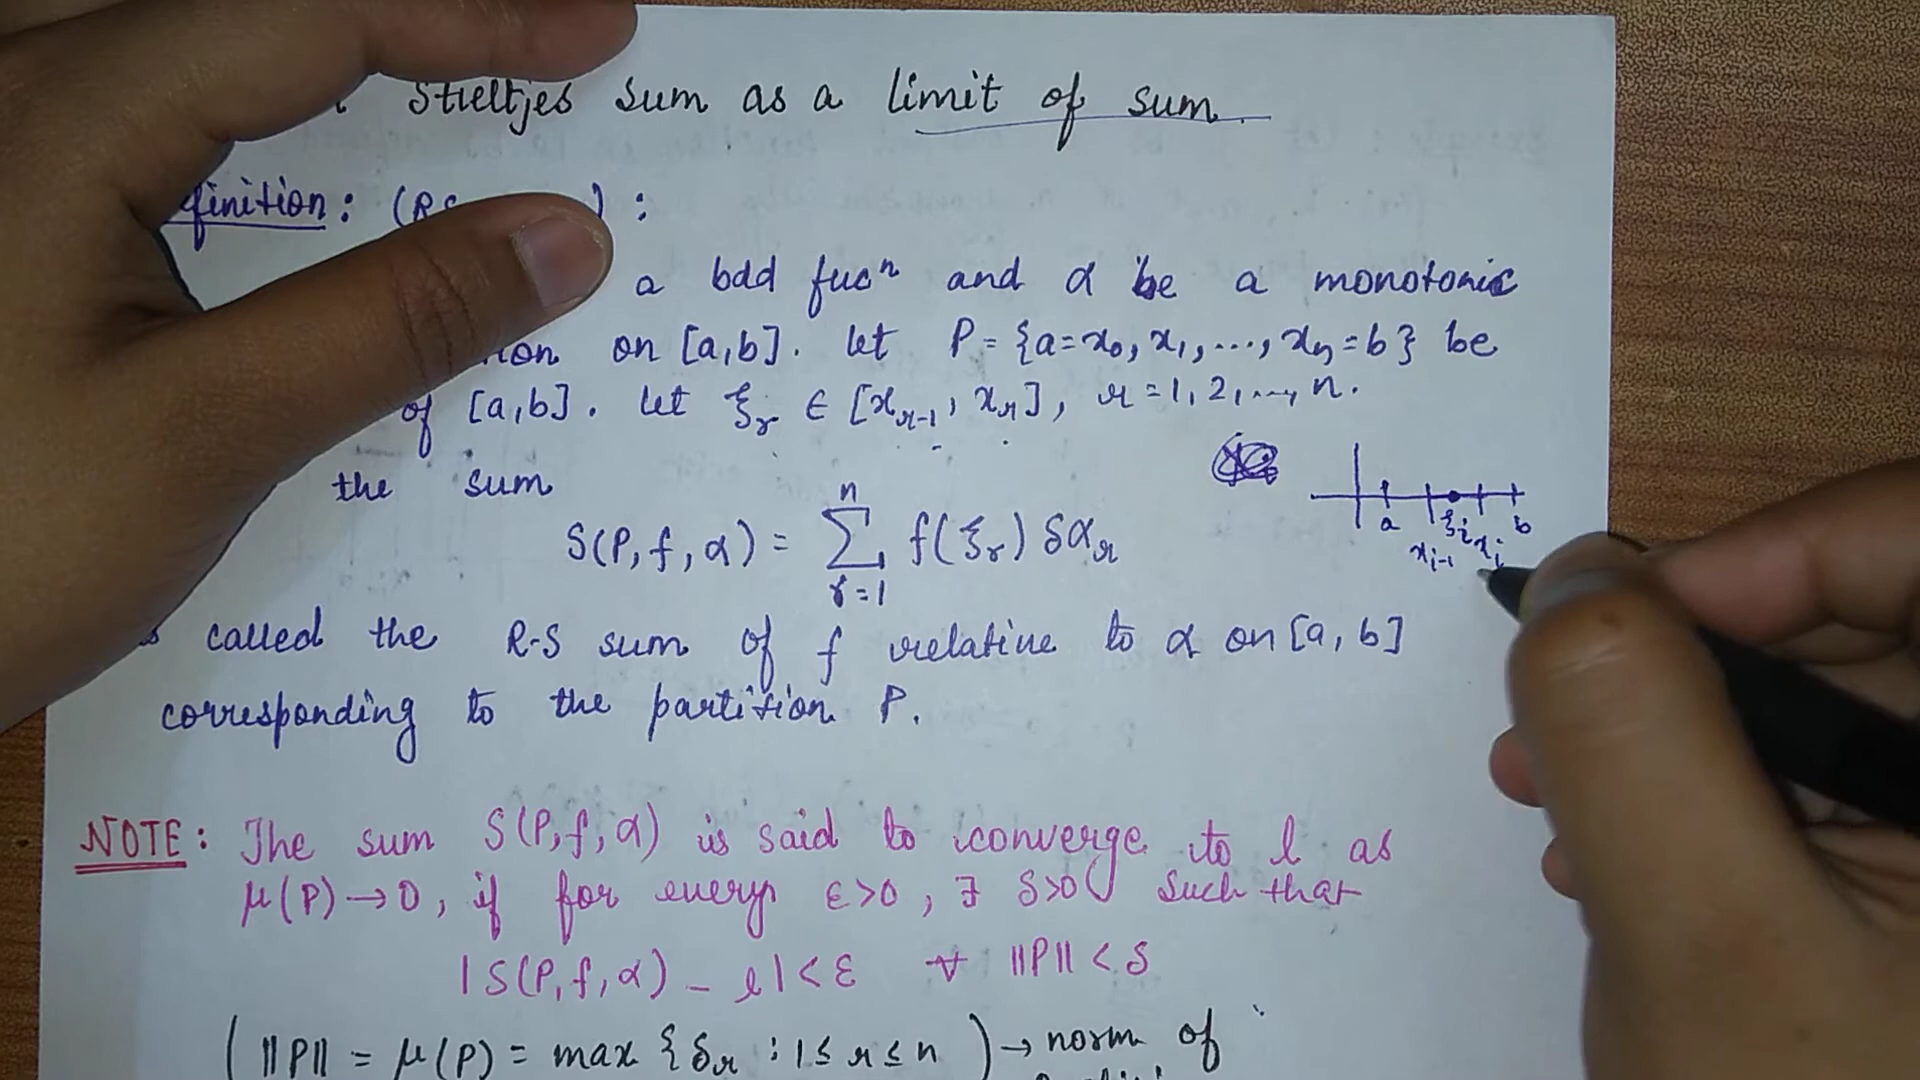 Stieltjes sum as a limit of sum.
finition: (RS ) :
a bdd fucⁿ and α be a monotonic
on [a,b]. let P = {a=x₀, x₁, ..., xₙ=b} be
of [a,b]. let ξᵣ ∈ [xᵣ₋₁, xᵣ], r=1, 2, ..., n.
the sum
S(P, f, α) = ∑ⁿᵣ₌₁ f(ξᵣ) δαᵣ
a ξᵢ b
xᵢ₋₁ xᵢ
called the R-S sum of f relative to α on [a, b]
corresponding to the partition P.
NOTE: The sum S(P, f, α) is said to converge to l as
μ(P)→0, if for every ε>0, ∃ δ>0 such that
|S(P, f, α) - l| < ε ∀ ||P|| < δ
(||P|| = μ(P) = max {δᵣ : 1≤ r ≤ n ) → norm of